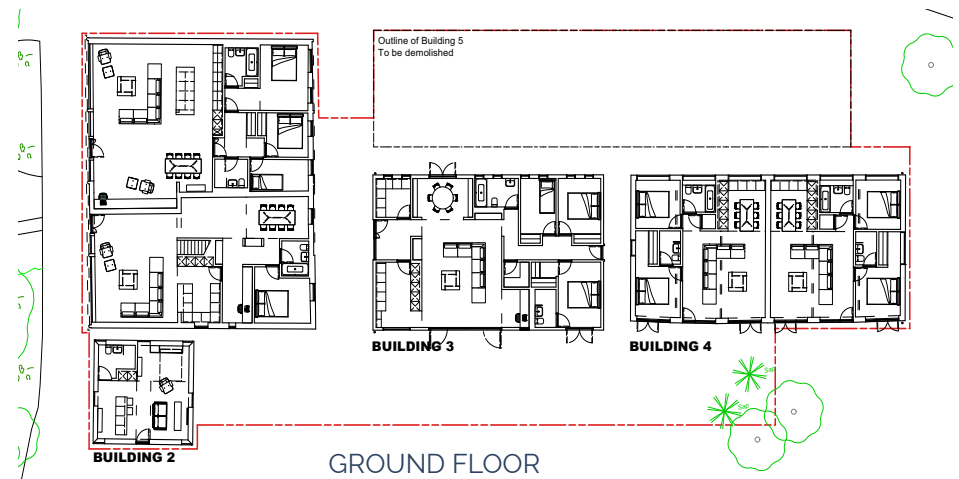 Outline of Building 5
To be demolished
BUILDING 3
BUILDING 4
BUILDING 2
GROUND FLOOR